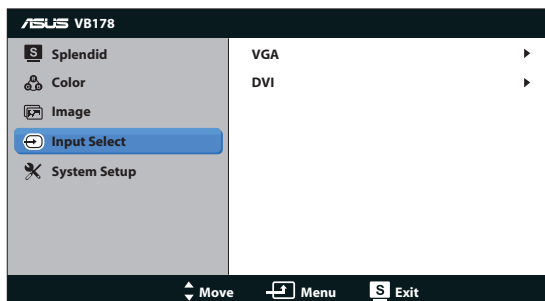 ASUS VB178
S Splendid
Color
Image
Input Select
System Setup
VGA
DVI
Move Menu S Exit